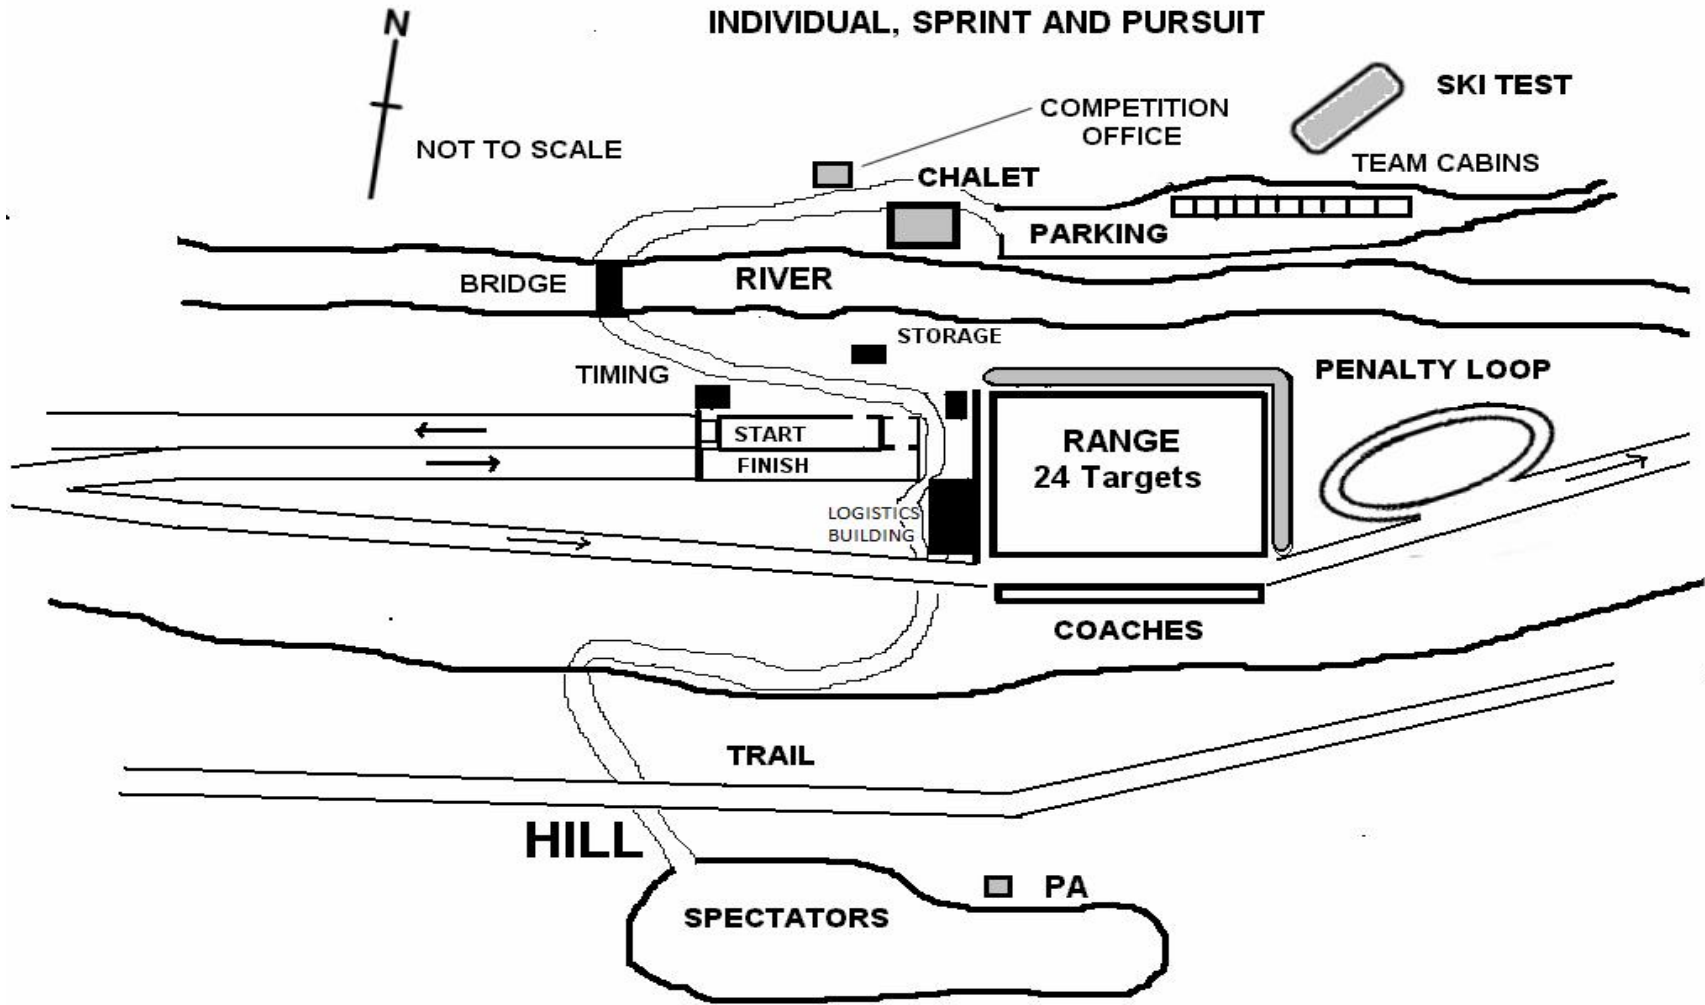 N
INDIVIDUAL, SPRINT AND PURSUIT
SKI TEST
COMPETITION
OFFICE
NOT TO SCALE
TEAM CABINS
CHALET
PARKING
BRIDGE
RIVER
STORAGE
TIMING
PENALTY LOOP
START
FINISH
RANGE
24 Targets
LOGISTICS
BUILDING
COACHES
TRAIL
HILL
PA
SPECTATORS